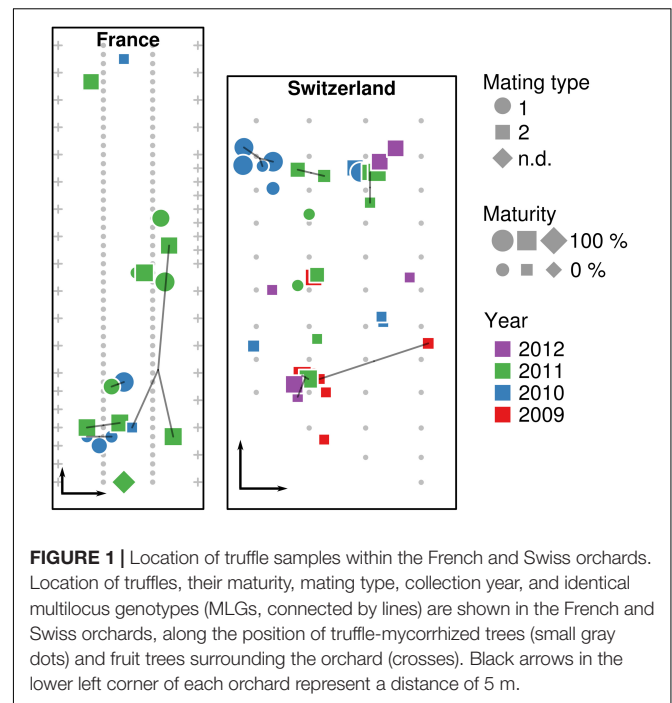 France
Switzerland
Mating type
1
2
n.d.
Maturity
100 %
0 %
Year
2012
2011
2010
2009
FIGURE 1 | Location of truffle samples within the French and Swiss orchards.
Location of truffles, their maturity, mating type, collection year, and identical
multilocus genotypes (MLGs, connected by lines) are shown in the French and
Swiss orchards, along the position of truffle-mycorrhized trees (small gray
dots) and fruit trees surrounding the orchard (crosses). Black arrows in the
lower left corner of each orchard represent a distance of 5 m.